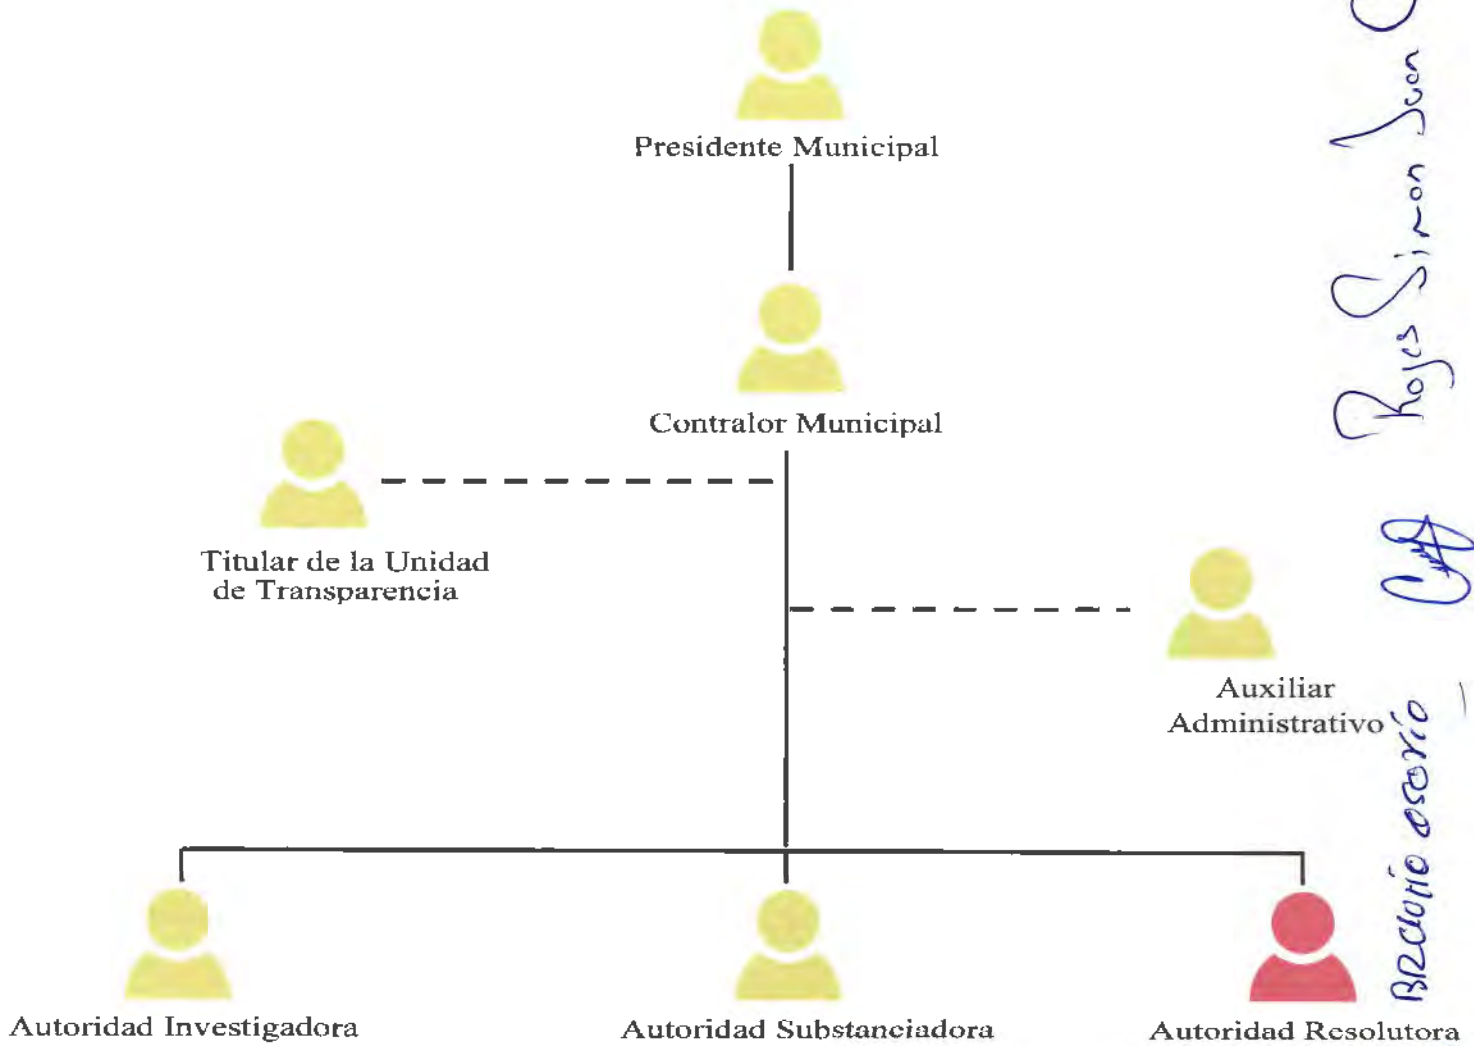 Presidente Municipal
Contralor Municipal
Titular de la Unidad
de Transparencia
Auxiliar
Administrativo
Autoridad Investigadora
Autoridad Substanciadora
Autoridad Resolutora
Rojas Simon Juan
osorio